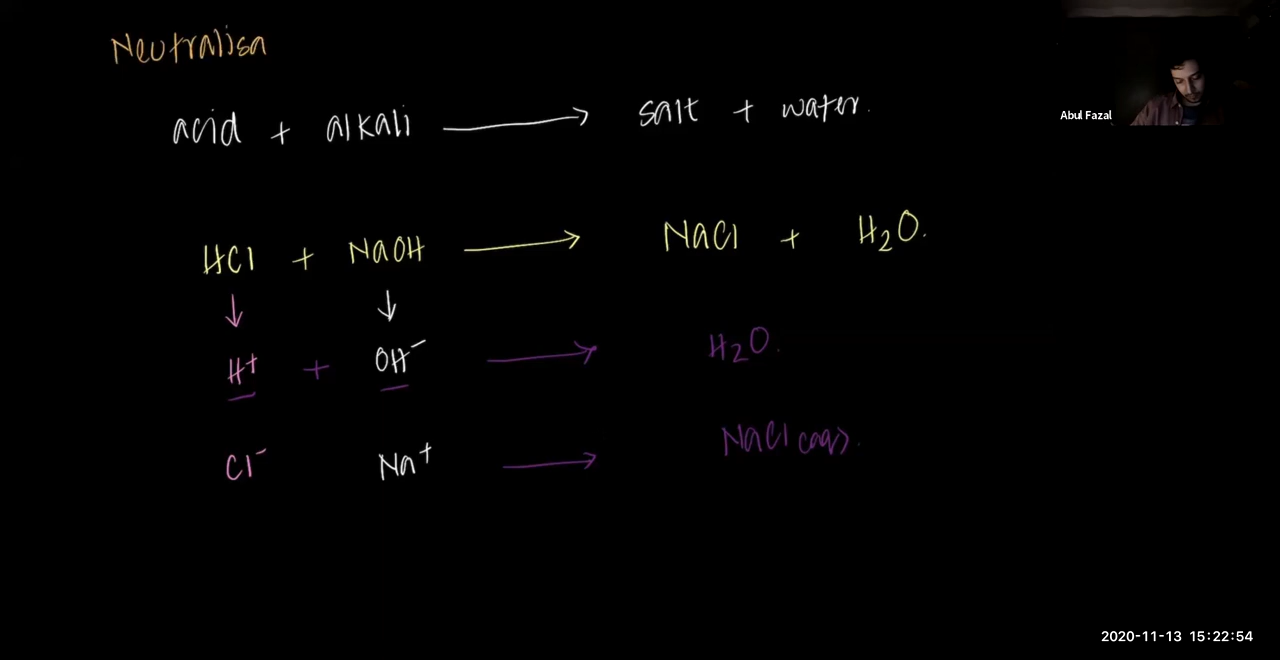 Neutralisa
acid + alkali → salt + water.
Abul Fazal
HCl + NaOH → NaCl + H₂O.
↓ ↓
H⁺ + OH⁻ → H₂O.
Cl⁻ Na⁺ → NaCl (aq).
2020-11-13 15:22:54